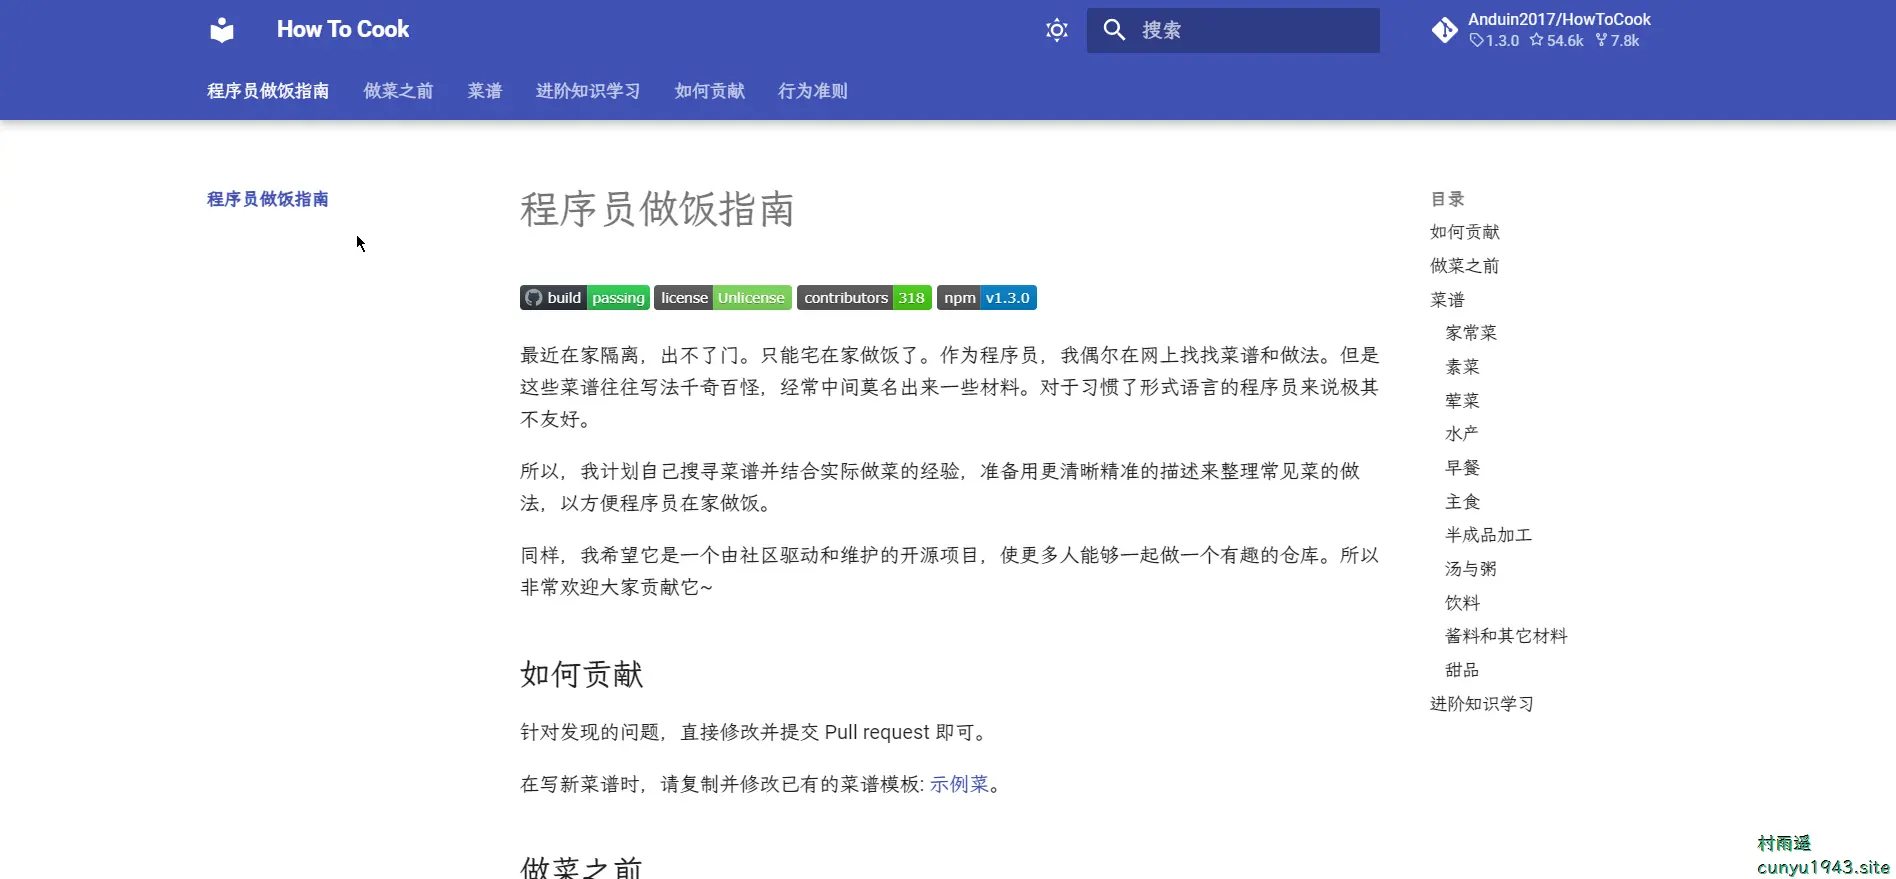 How To Cook
搜索
Anduin2017/HowToCook
1.3.0 54.6k 7.8k
程序员做饭指南 做菜之前 菜谱 进阶知识学习 如何贡献 行为准则
程序员做饭指南
程序员做饭指南
build passing license Unlicense contributors 318 npm v1.3.0
最近在家隔离，出不了门。只能宅在家做饭了。作为程序员，我偶尔在网上找找菜谱和做法。但是
这些菜谱往往写法千奇百怪，经常中间莫名出来一些材料。对于习惯了形式语言的程序员来说极其
不友好。
所以，我计划自己搜寻菜谱并结合实际做菜的经验，准备用更清晰精准的描述来整理常见菜的做
法，以方便程序员在家做饭。
同样，我希望它是一个由社区驱动和维护的开源项目，使更多人能够一起做一个有趣的仓库。所以
非常欢迎大家贡献它~
如何贡献
针对发现的问题，直接修改并提交 Pull request 即可。
在写新菜谱时，请复制并修改已有的菜谱模板: 示例菜。
做菜之前
目录
如何贡献
做菜之前
菜谱
家常菜
素菜
荤菜
水产
早餐
主食
半成品加工
汤与粥
饮料
酱料和其它材料
甜品
进阶知识学习
村雨遥
cunyu1943.site